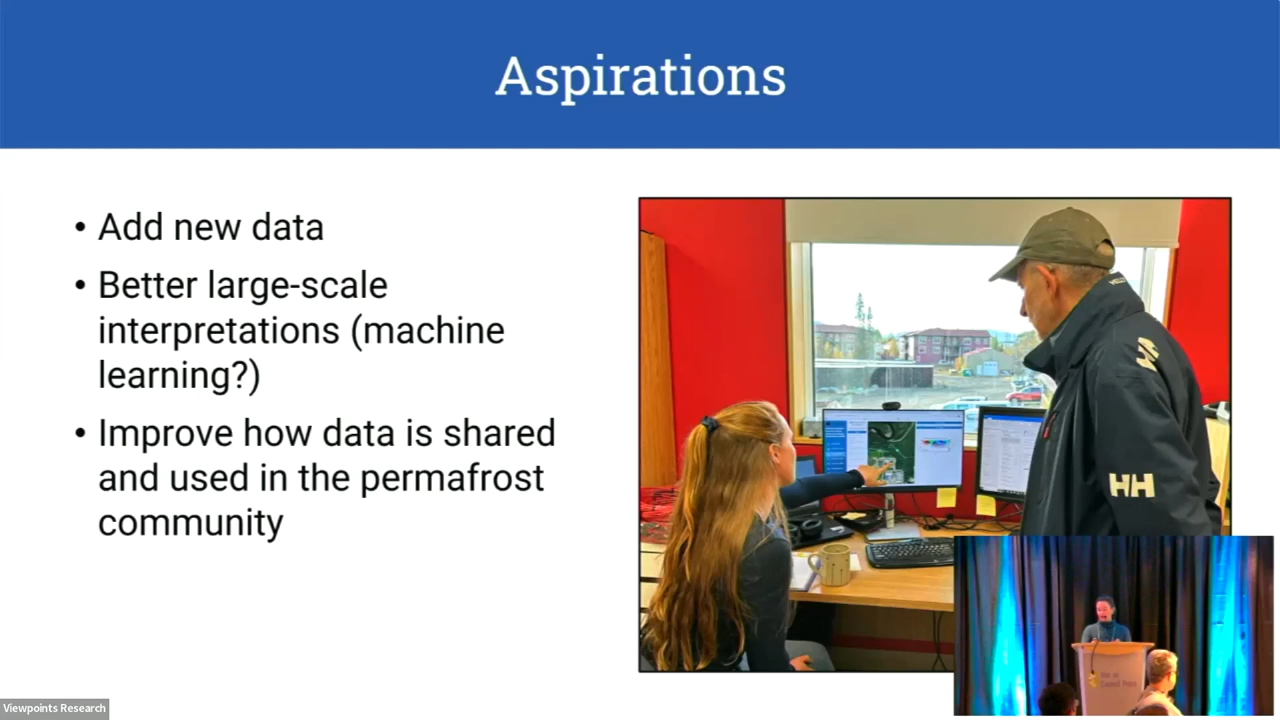 Aspirations
• Add new data
• Better large-scale
interpretations (machine
learning?)
• Improve how data is shared
and used in the permafrost
community
HH
Viewpoints Research